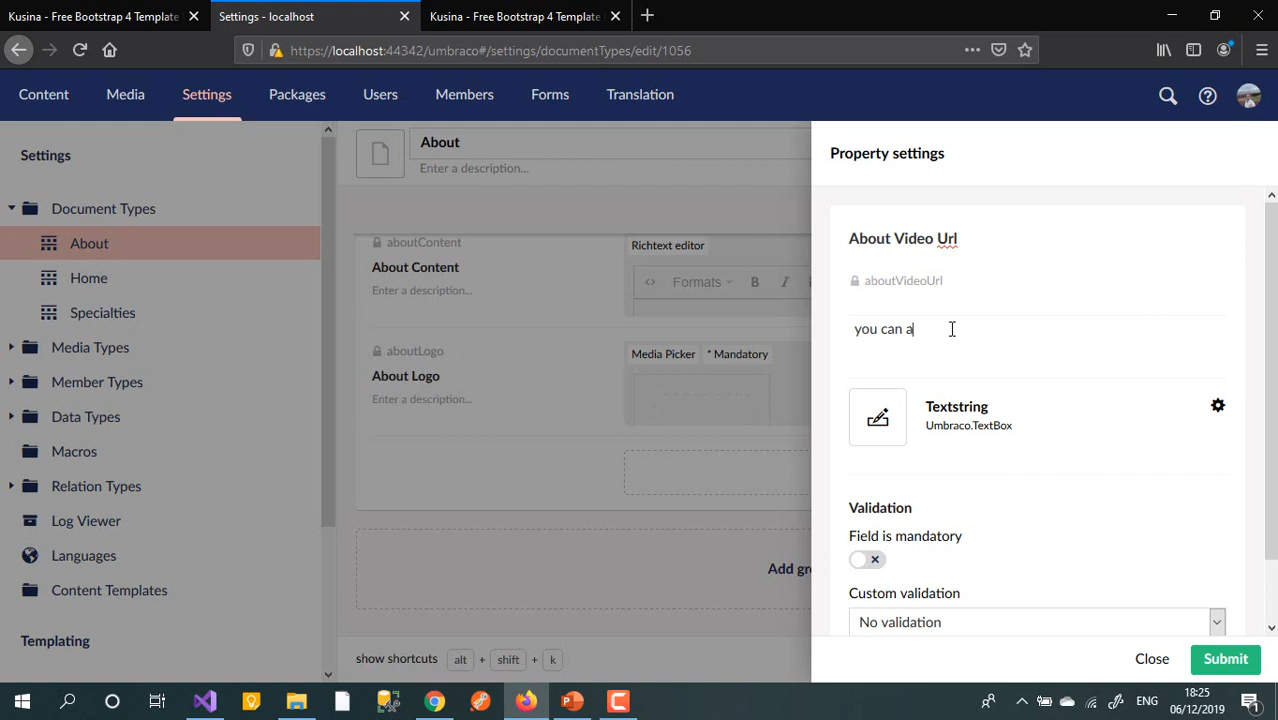 Kusina - Free Bootstrap 4 Template
Settings - localhost
Kusina - Free Bootstrap 4 Template
https://localhost:44342/umbraco#/settings/documentTypes/edit/1056
Content
Media
Settings
Packages
Users
Members
Forms
Translation
Settings
Document Types
About
Home
Specialties
Media Types
Member Types
Data Types
Macros
Relation Types
Log Viewer
Languages
Content Templates
Templating
About
Enter a description...
aboutContent
About Content
Enter a description...
Richtext editor
Formats
B
I
aboutLogo
About Logo
Enter a description...
Media Picker
* Mandatory
Add gro
show shortcuts alt + shift + k
Property settings
About Video Url
aboutVideoUrl
you can a
Textstring
Umbraco.TextBox
Validation
Field is mandatory
Custom validation
No validation
Close
Submit
ENG
18:25
06/12/2019
1